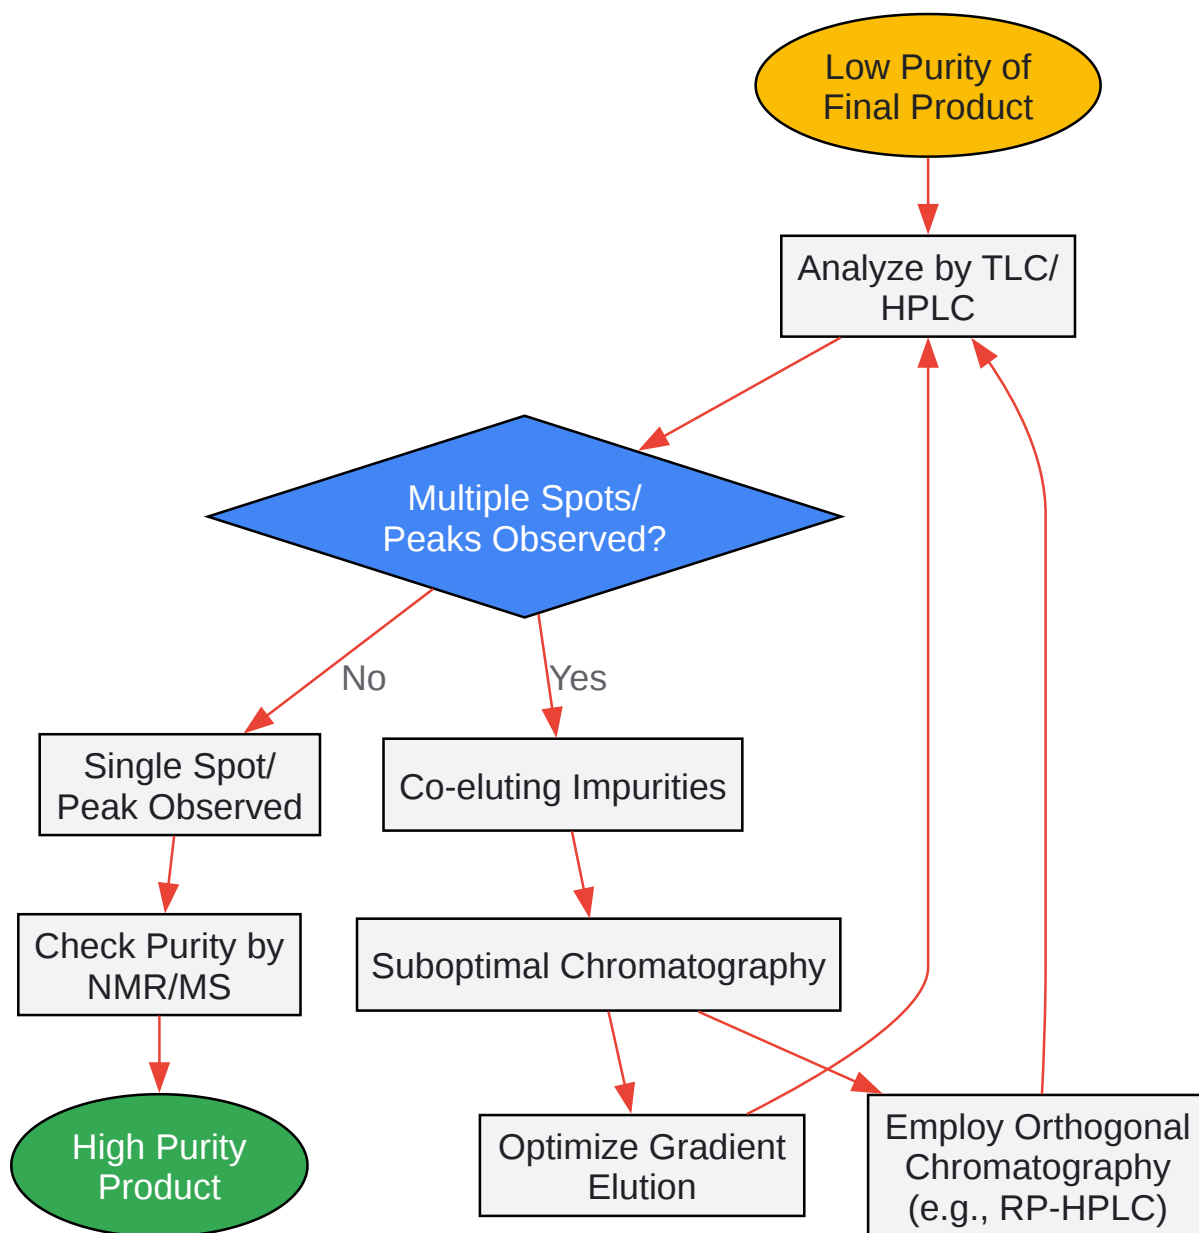 Low Purity of
Final Product
Analyze by TLC/
HPLC
Multiple Spots/
Peaks Observed?
No
Yes
Single Spot/
Peak Observed
Co-eluting Impurities
Check Purity by
NMR/MS
Suboptimal Chromatography
High Purity
Product
Optimize Gradient
Elution
Employ Orthogonal
Chromatography
(e.g., RP-HPLC)